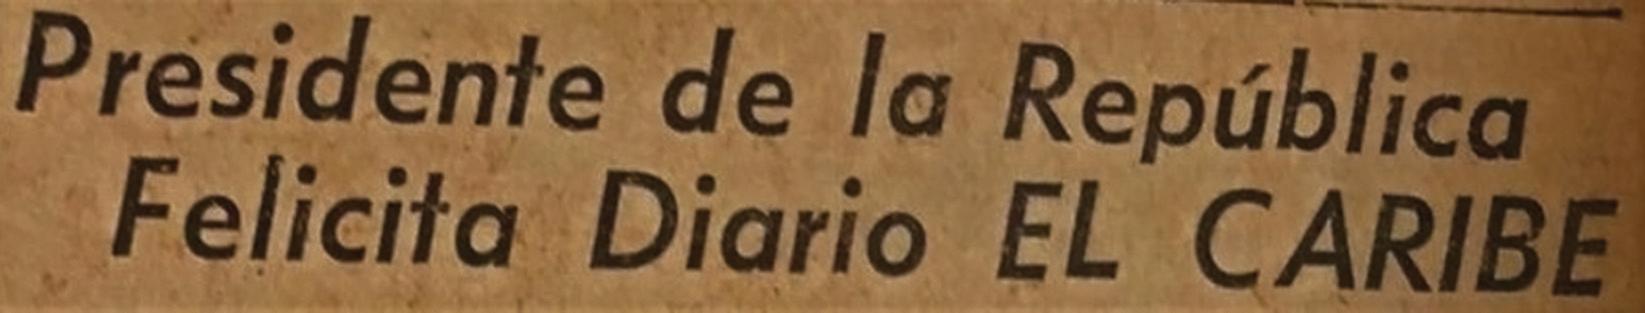 Presidente de la República
Felicita Diario EL CARIBE